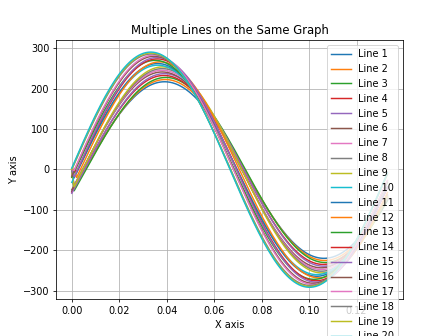 Multiple Lines on the Same Graph
300
200
100
0
−100
−200
−300
Y axis
0.00
0.02
0.04
0.06
0.08
0.10
X axis
Line 1
Line 2
Line 3
Line 4
Line 5
Line 6
Line 7
Line 8
Line 9
Line 10
Line 11
Line 12
Line 13
Line 14
Line 15
Line 16
Line 17
Line 18
Line 19
Line 20